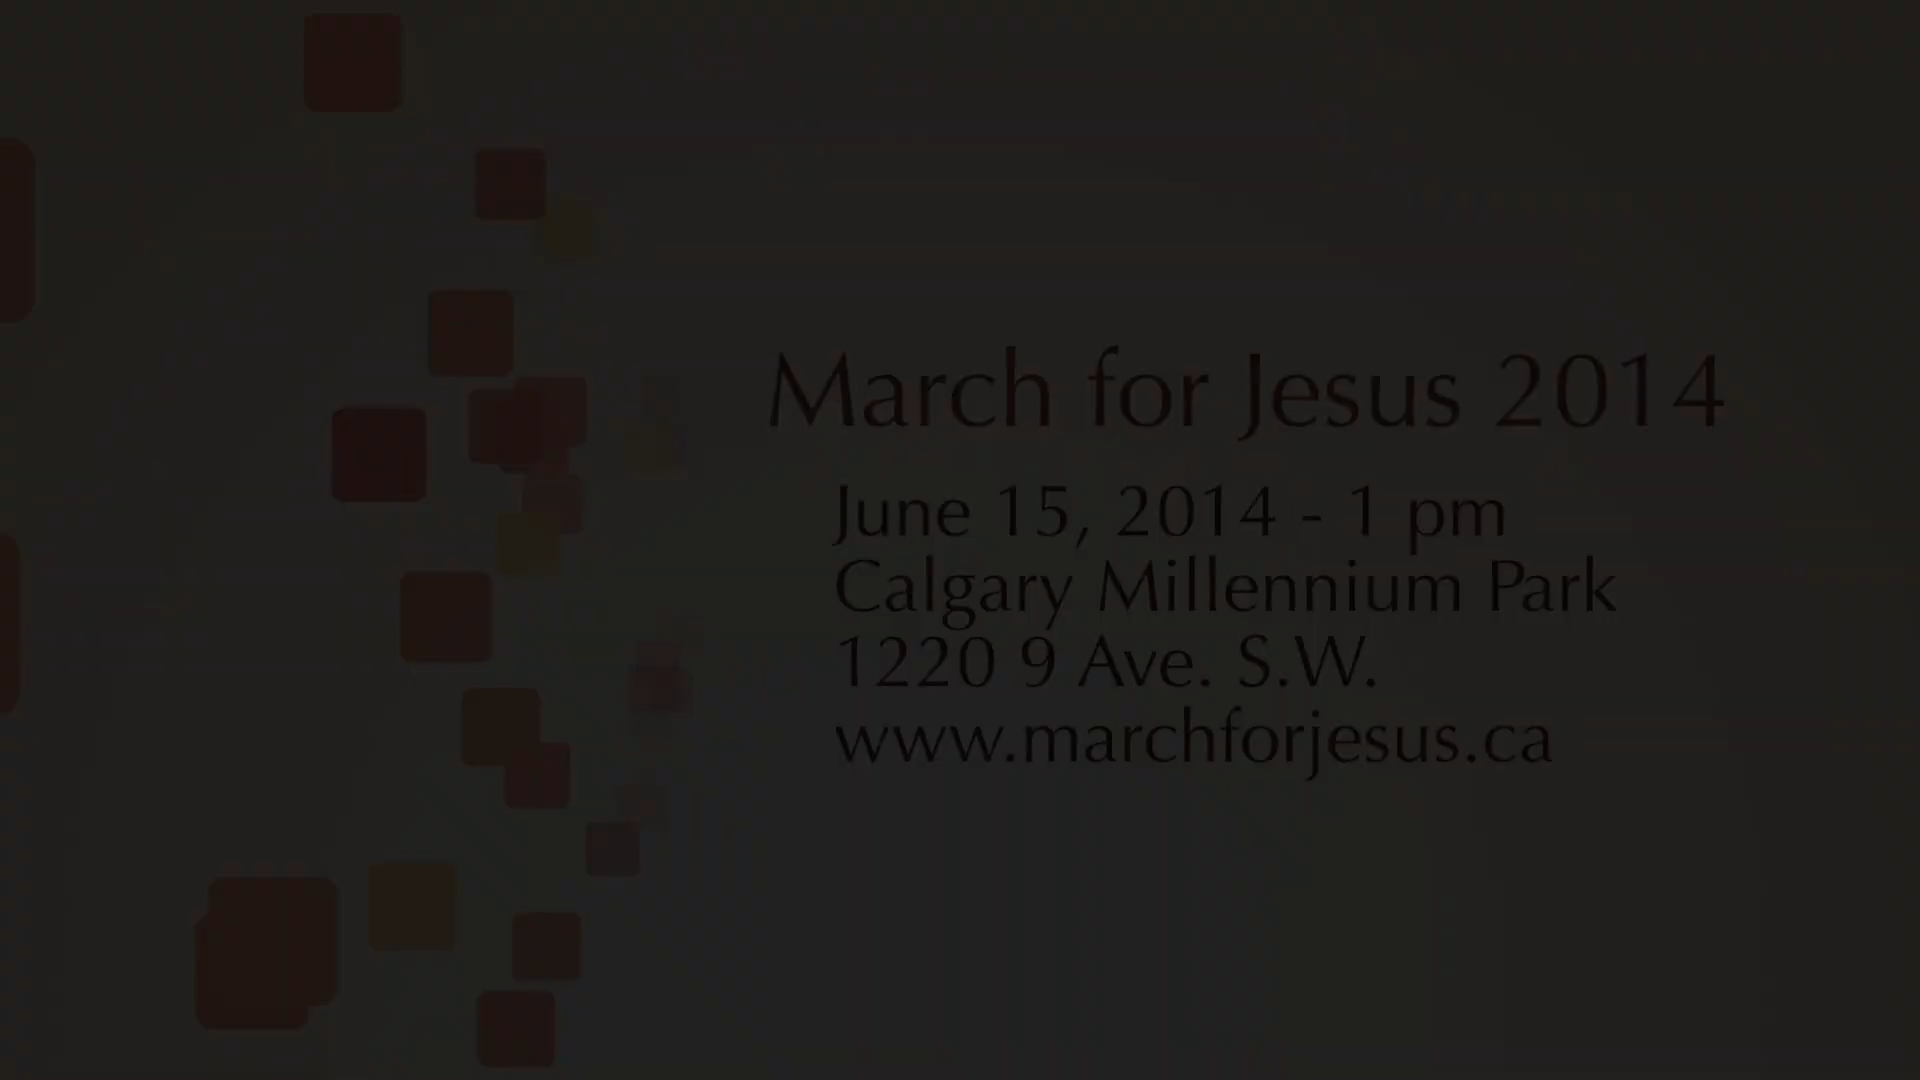 March for Jesus 2014
June 15, 2014 - 1 pm
Calgary Millennium Park
1220 9 Ave. S.W.
www.marchforjesus.ca